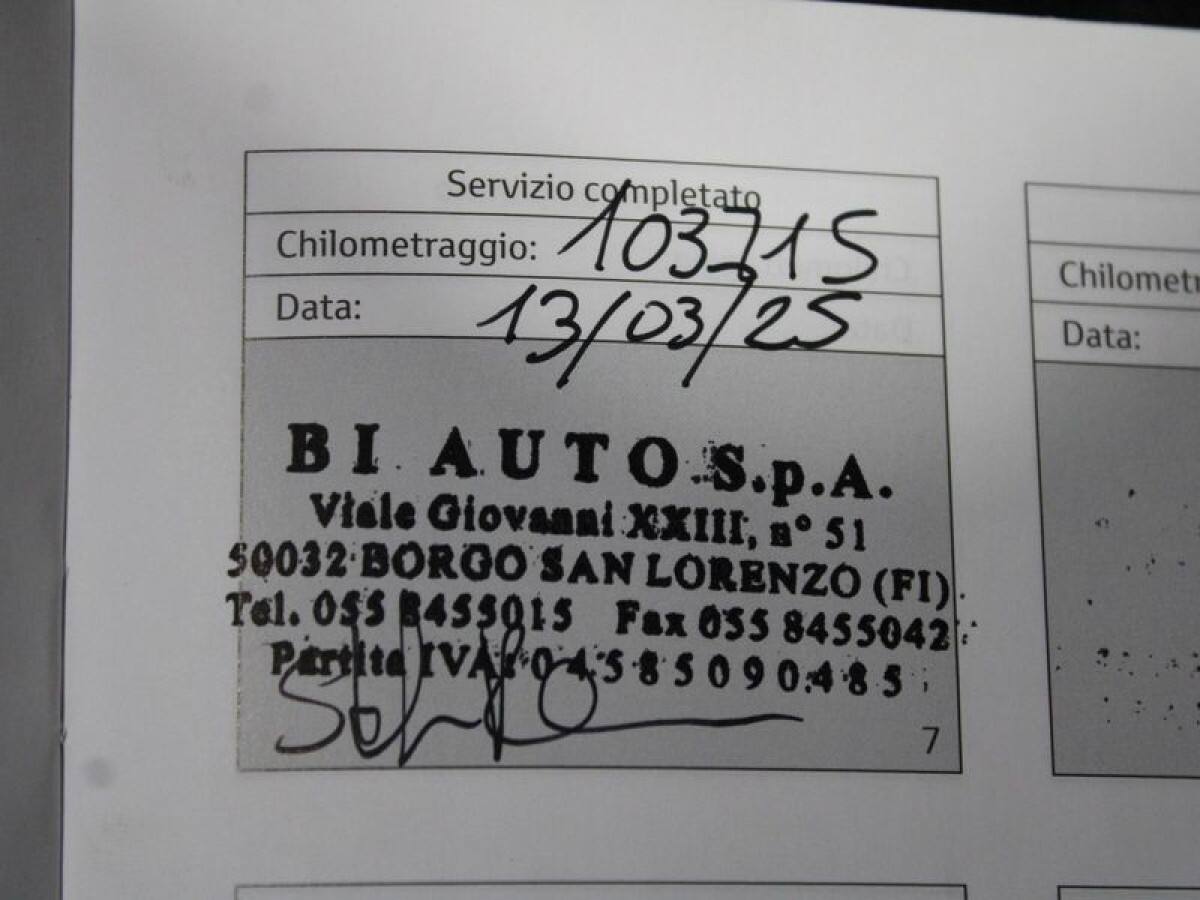 Servizio completato
Chilometraggio: 103715
Data: 13/03/25
BI AUTO S.p.A.
Viale Giovanni XXIII, n° 51
50032 BORGO SAN LORENZO (FI)
Tel. 055 8455015 Fax 055 8455042
Partita IVA: 04585090485
7
Chilometr
Data: